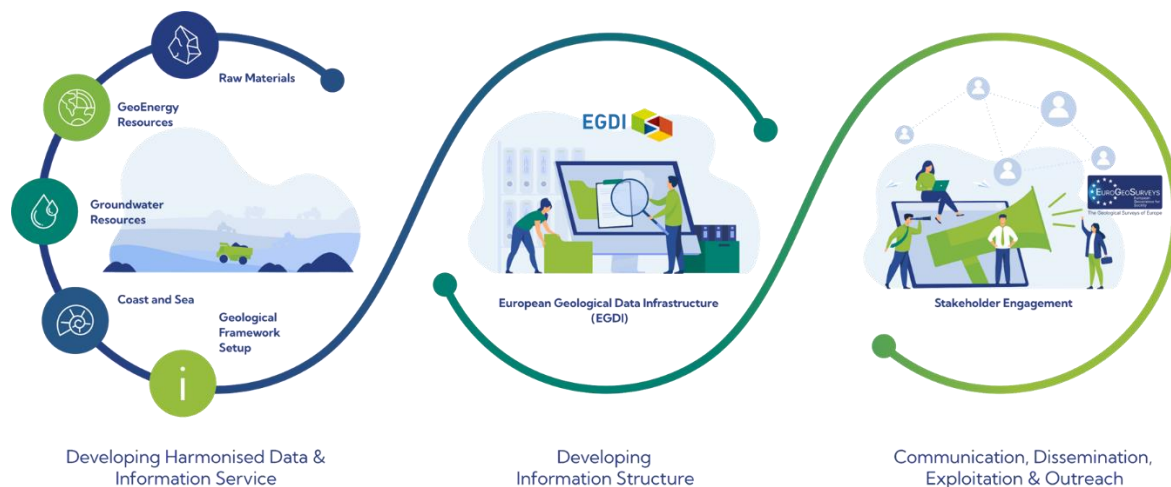 Raw Materials
GeoEnergy
Resources
Groundwater
Resources
Coast and Sea
Geological
Framework
Setup
i
Developing Harmonised Data &
Information Service
EGDI
European Geological Data Infrastructure
(EGDI)
Developing
Information Structure
EUROGEOSURVEYS
The Geological Surveys of Europe
Stakeholder Engagement
Communication, Dissemination,
Exploitation & Outreach